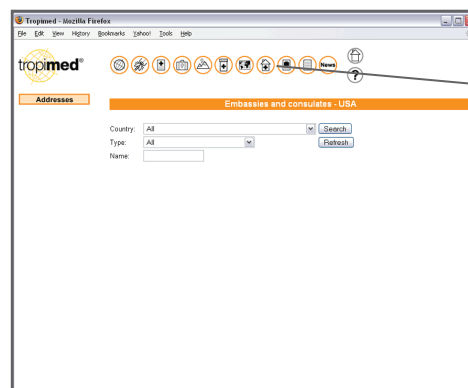 Tropimed - Mozilla Firefox
File Edit View History Bookmarks Yahoo! Tools Help
tropimed®
News
?
Addresses
Embassies and consulates - USA
Country: All Search
Type: All Refresh
Name: